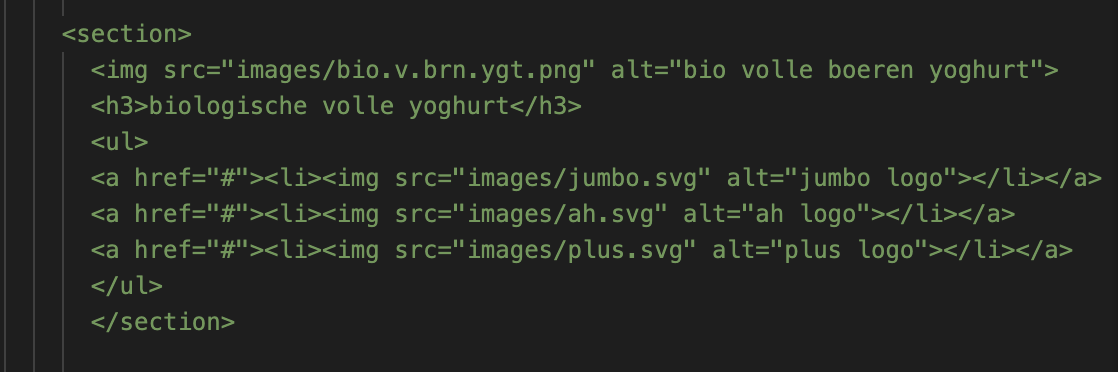 <section>
<img src="images/bio.v.brn.ygt.png" alt="bio volle boeren yoghurt">
<h3>biologische volle yoghurt</h3>
<ul>
<a href="#"><li><img src="images/jumbo.svg" alt="jumbo logo"></li></a>
<a href="#"><li><img src="images/ah.svg" alt="ah logo"></li></a>
<a href="#"><li><img src="images/plus.svg" alt="plus logo"></li></a>
</ul>
</section>